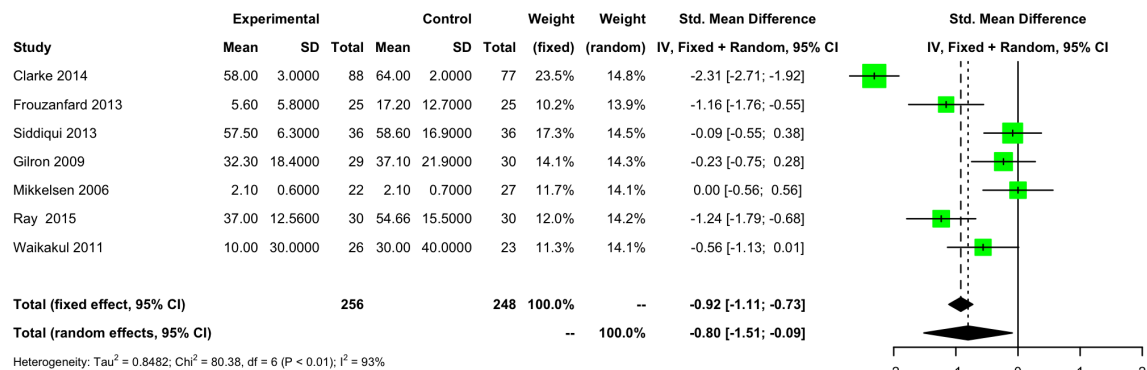 Experimental Control Weight Weight Std. Mean Difference Std. Mean Difference
Study Mean SD Total Mean SD Total (fixed) (random) IV, Fixed + Random, 95% CI IV, Fixed + Random, 95% CI
Clarke 2014 58.00 3.0000 88 64.00 2.0000 77 23.5% 14.8% -2.31 [-2.71; -1.92]
Frouzanfard 2013 5.60 5.8000 25 17.20 12.7000 25 10.2% 13.9% -1.16 [-1.76; -0.55]
Siddiqui 2013 57.50 6.3000 36 58.60 16.9000 36 17.3% 14.5% -0.09 [-0.55; 0.38]
Gilron 2009 32.30 18.4000 29 37.10 21.9000 30 14.1% 14.3% -0.23 [-0.75; 0.28]
Mikkelsen 2006 2.10 0.6000 22 2.10 0.7000 27 11.7% 14.1% 0.00 [-0.56; 0.56]
Ray 2015 37.00 12.5600 30 54.66 15.5000 30 12.0% 14.2% -1.24 [-1.79; -0.68]
Waikakul 2011 10.00 30.0000 26 30.00 40.0000 23 11.3% 14.1% -0.56 [-1.13; 0.01]
Total (fixed effect, 95% CI) 256 248 100.0% -- -0.92 [-1.11; -0.73]
Total (random effects, 95% CI) -- 100.0% -0.80 [-1.51; -0.09]
Heterogeneity: Tau² = 0.8482; Chi² = 80.38, df = 6 (P < 0.01); I² = 93%